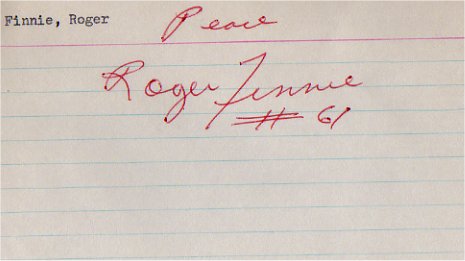 Finnie, Roger
Peace
Roger Finnie
# 61